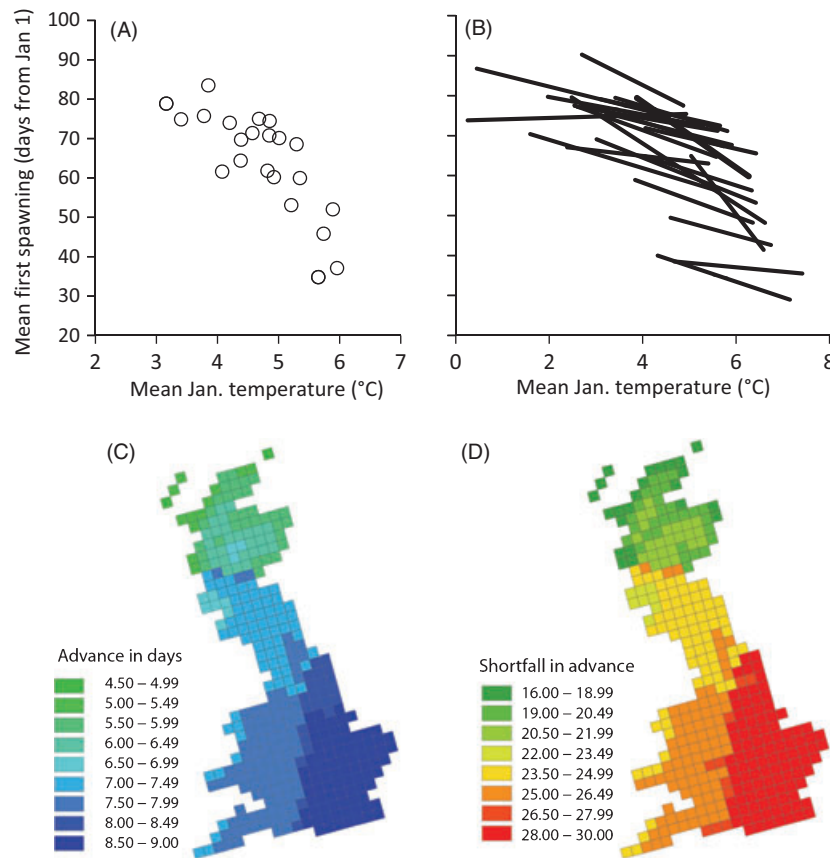 (A)
(B)
Mean first spawning (days from Jan 1)
100
90
80
70
60
50
40
30
20
2
3
4
5
6
7
Mean Jan. temperature (°C)
0
2
4
6
8
Mean Jan. temperature (°C)
(C)
(D)
Advance in days
4.50 – 4.99
5.00 – 5.49
5.50 – 5.99
6.00 – 6.49
6.50 – 6.99
7.00 – 7.49
7.50 – 7.99
8.00 – 8.49
8.50 – 9.00
Shortfall in advance
16.00 – 18.99
19.00 – 20.49
20.50 – 21.99
22.00 – 23.49
23.50 – 24.99
25.00 – 26.49
26.50 – 27.99
28.00 – 30.00